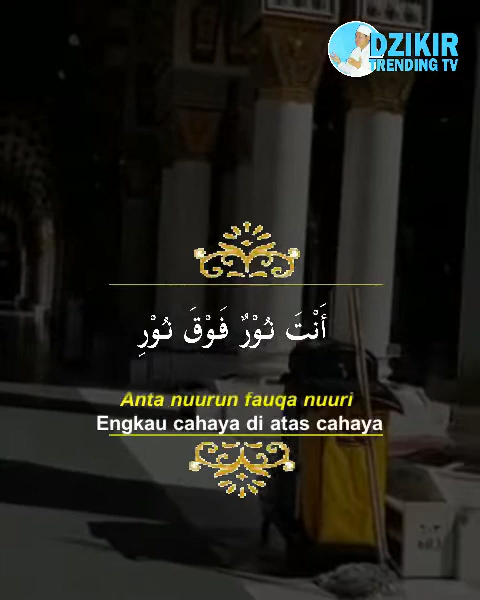 DZIKIR
TRENDING TV
أَنْتَ نُوْرٌ فَوْقَ نُوْرِ
Anta nuurun fauqa nuuri
Engkau cahaya di atas cahaya